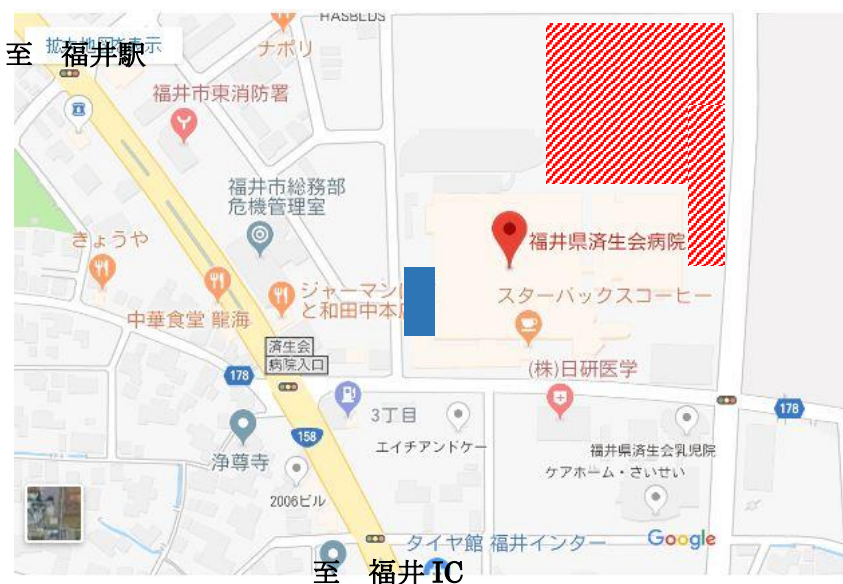 HASBLDS
拡大地図を表示
至 福井駅
ナポリ
福井市東消防署
福井市総務部
危機管理室
福井県済生会病院
きょうや
ジャーマン
と和田中本
スターバックスコーヒー
中華食堂 龍海
済生会
病院入口
(株)日研医学
178
3丁目
178
158
エイチアンドケー
福井県済生会乳児院
浄尊寺
ケアホーム・さいせい
2006ビル
タイヤ館 福井インター
Google
至 福井IC